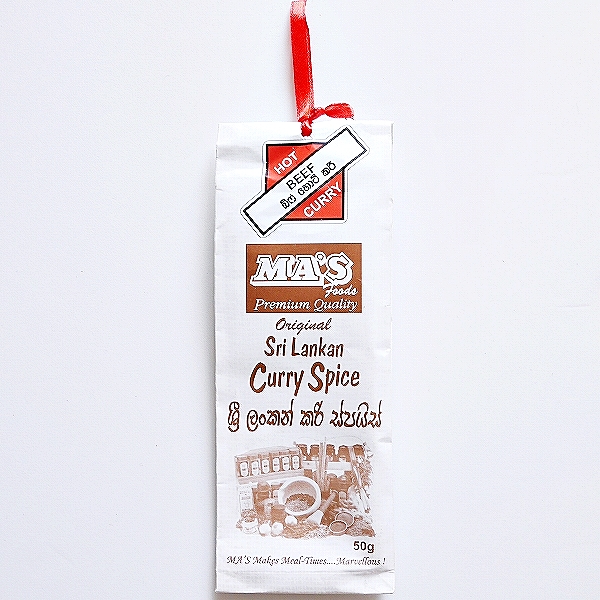 HOT
BEEF
බීෆ් හොට් කරි
CURRY
MA'S
Foods
Premium Quality
Original
Sri Lankan
Curry Spice
ශ්‍රී ලංකන් කරි ස්පයිස්
50g
MA'S Makes Meal-Times....Marvellous !